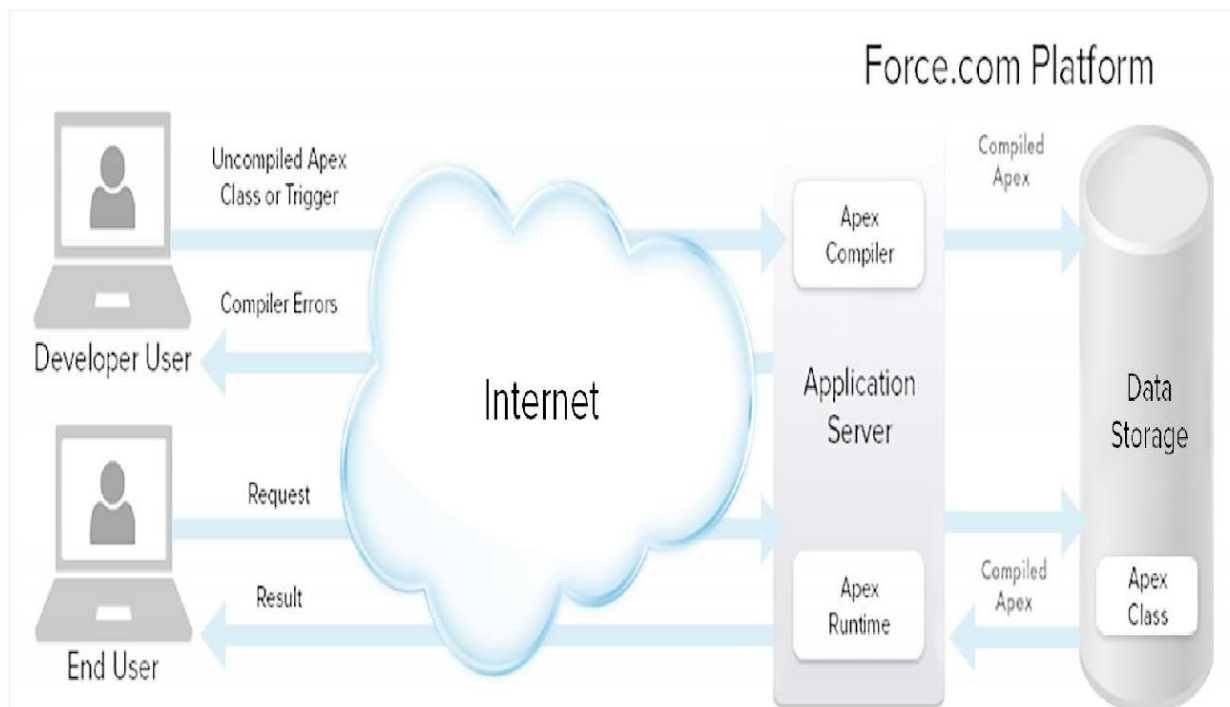 Force.com Platform
Uncompiled Apex
Class or Trigger
Compiled
Apex
Apex
Compiler
Compiler Errors
Developer User
Internet
Application
Server
Data
Storage
Request
Result
Apex
Runtime
Compiled
Apex
Apex
Class
End User